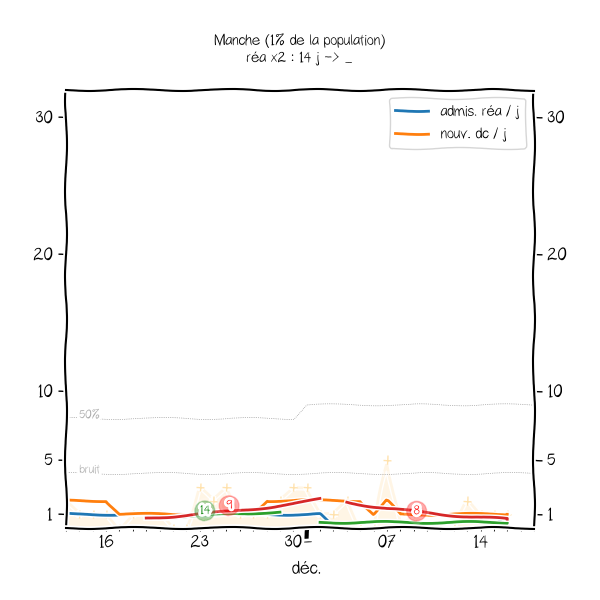 Manche (1% de la population)
réa x2 : 14 j -> _
admis. réa / j
nouv. dc / j
30 30
20 20
10 10
50%
5 5
bruit
1 1
14 9 8
16 23 30 07 14
déc.